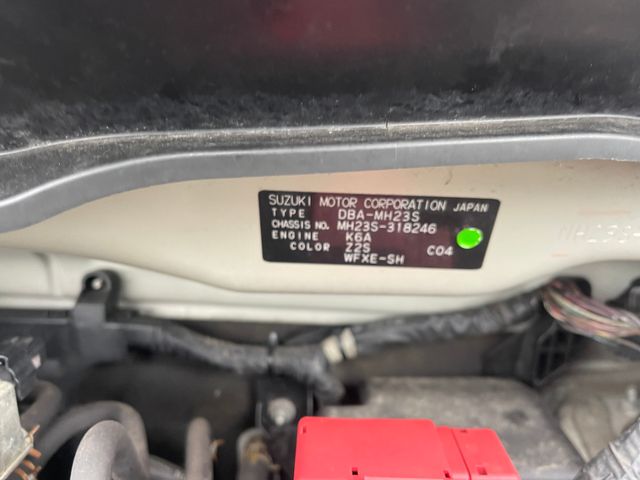 SUZUKI MOTOR CORPORATION JAPAN
TYPE DBA-MH23S
CHASSIS NO. MH23S-318246
ENGINE K6A
COLOR Z2S C04
WFXE-SH